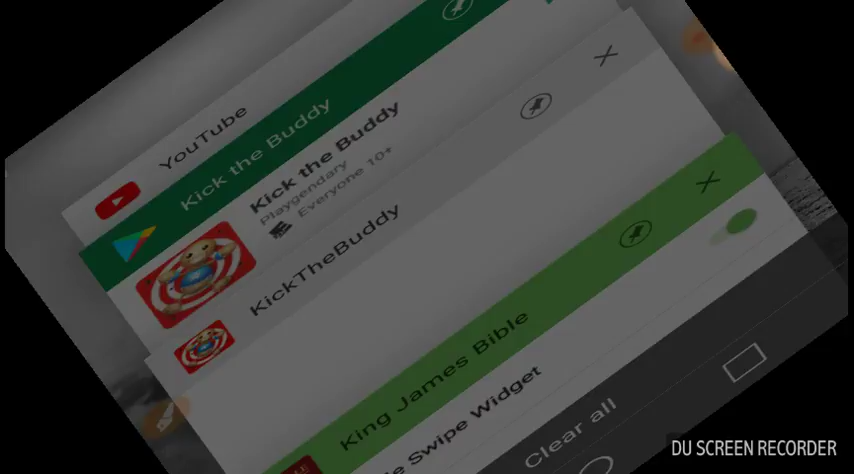 YouTube
Kick the Buddy
Kick the Buddy
Playgendary
Everyone 10+
KickTheBuddy
King James Bible
Swipe Widget
Clear all
DU SCREEN RECORDER